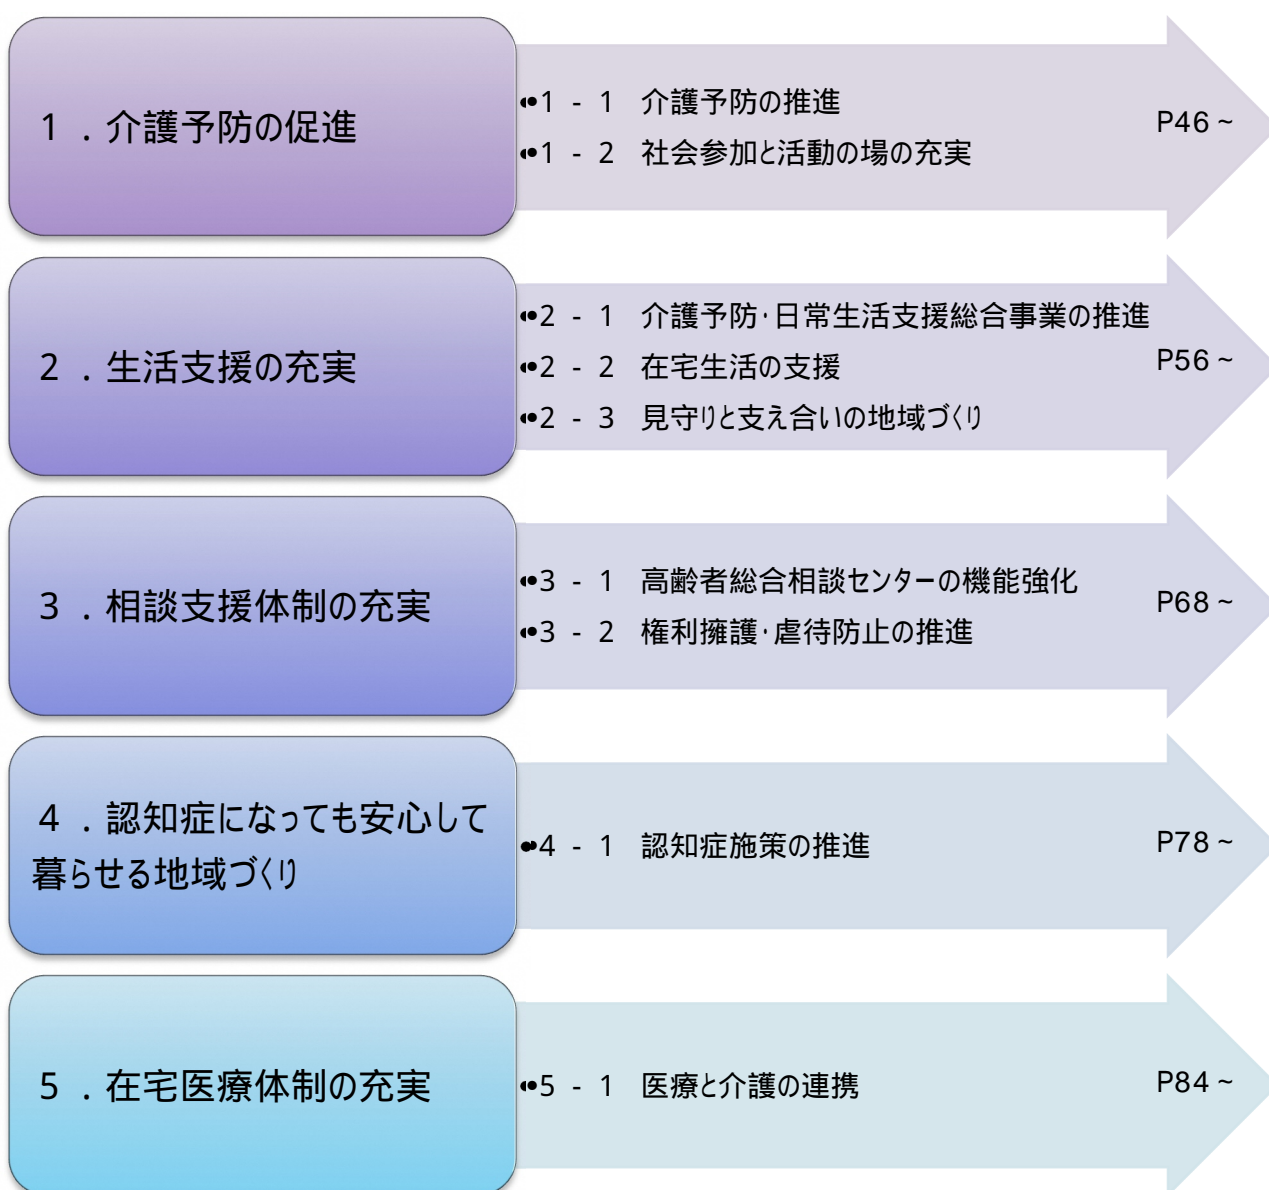 1．介護予防の促進
•1-1 介護予防の推進
•1-2 社会参加と活動の場の充実
P46～
2．生活支援の充実
•2-1 介護予防・日常生活支援総合事業の推進
•2-2 在宅生活の支援
•2-3 見守りと支え合いの地域づくり
P56～
3．相談支援体制の充実
•3-1 高齢者総合相談センターの機能強化
•3-2 権利擁護・虐待防止の推進
P68～
4．認知症になっても安心して
暮らせる地域づくり
•4-1 認知症施策の推進
P78～
5．在宅医療体制の充実
•5-1 医療と介護の連携
P84～